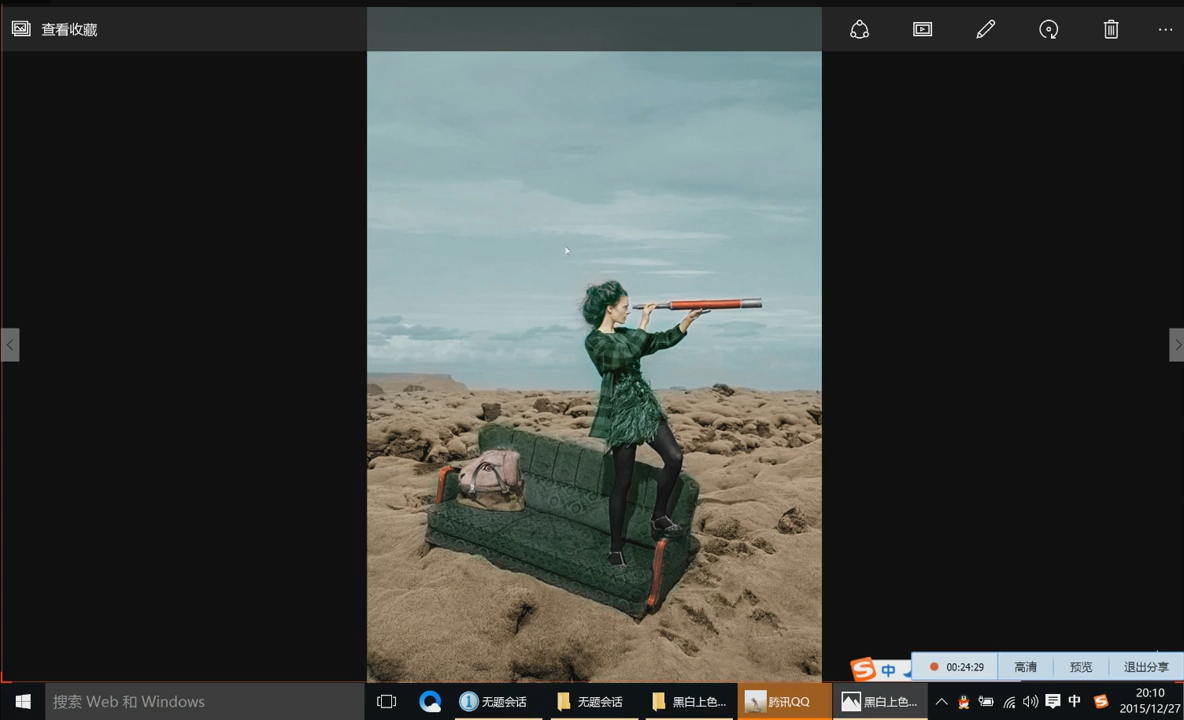 查看收藏
中
00:24:29
高清
预览
退出分享
搜索 Web 和 Windows
1
无题会话
无题会话
黑白上色...
腾讯QQ
黑白上色...
中
20:10
2015/12/27